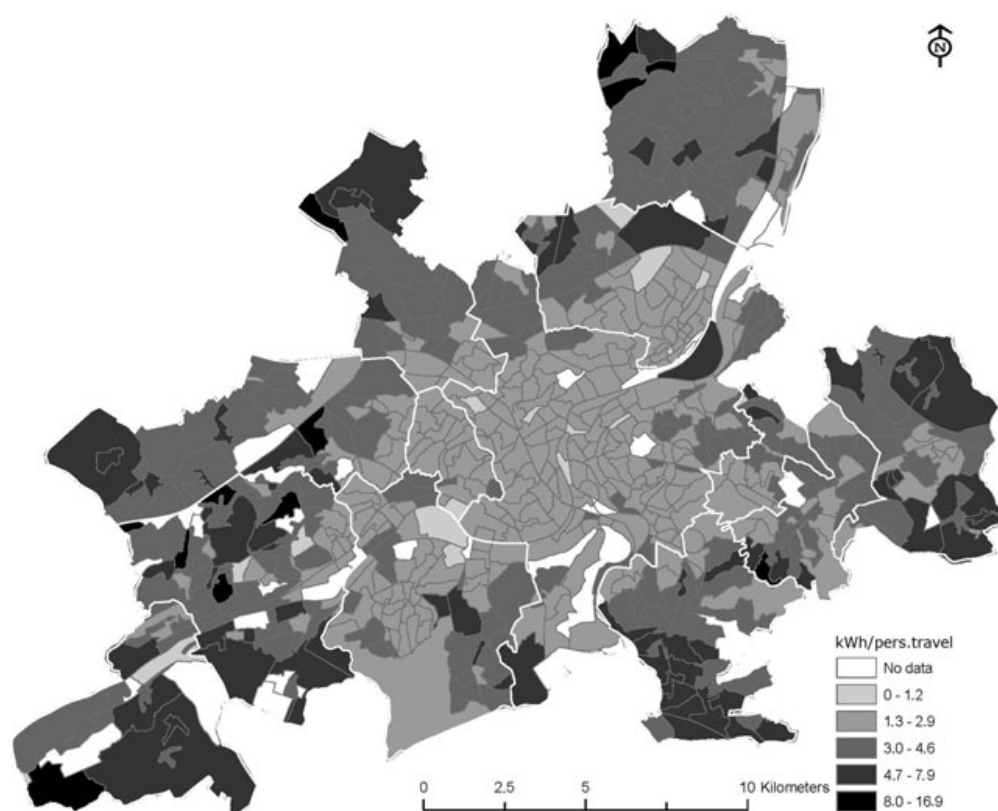 N
kWh/pers.travel
No data
0 - 1.2
1.3 - 2.9
3.0 - 4.6
4.7 - 7.9
8.0 - 16.9
0 2.5 5 10 Kilometers